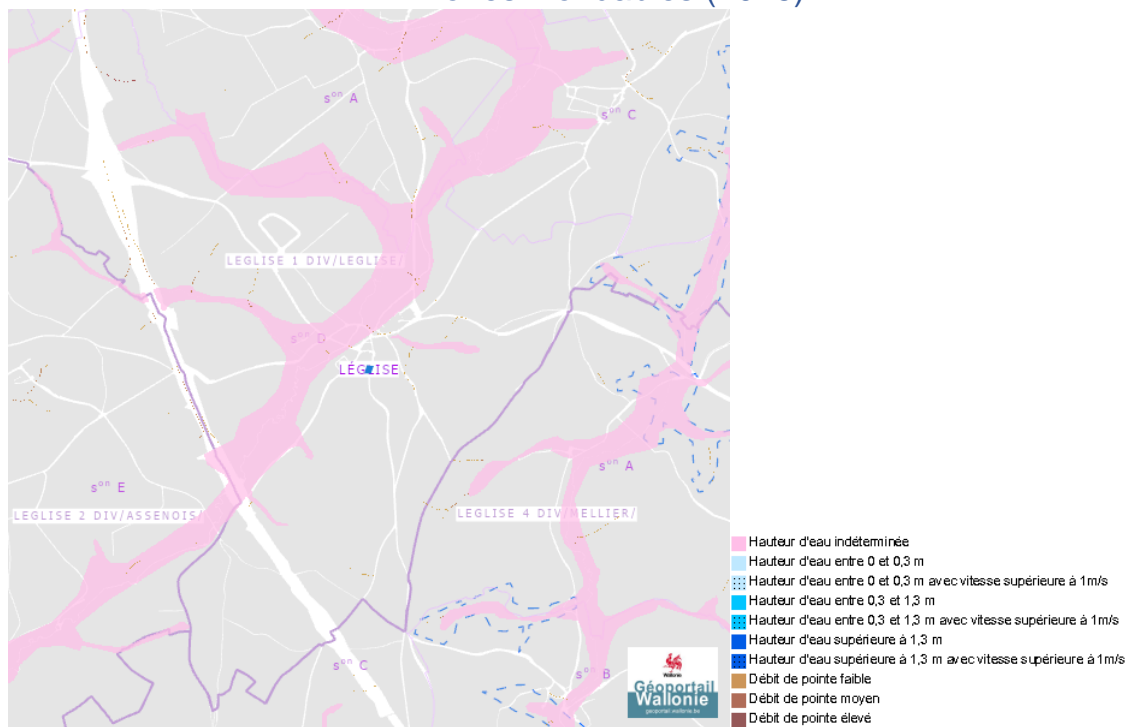 sᵒⁿ A
sᵒⁿ C
LEGLISE 1 DIV/LEGLISE/
sᵒⁿ D
LÉGLISE
sᵒⁿ A
sᵒⁿ E
LEGLISE 2 DIV/ASSENOIS/
LEGLISE 4 DIV/MELLIER/
sᵒⁿ C
sᵒⁿ B
Wallonie
Géoportail
Wallonie
geoportail.wallonie.be
Hauteur d'eau indéterminée
Hauteur d'eau entre 0 et 0,3 m
Hauteur d'eau entre 0 et 0,3 m avec vitesse supérieure à 1m/s
Hauteur d'eau entre 0,3 et 1,3 m
Hauteur d'eau entre 0,3 et 1,3 m avec vitesse supérieure à 1m/s
Hauteur d'eau supérieure à 1,3 m
Hauteur d'eau supérieure à 1,3 m avec vitesse supérieure à 1m/s
Débit de pointe faible
Débit de pointe moyen
Débit de pointe élevé